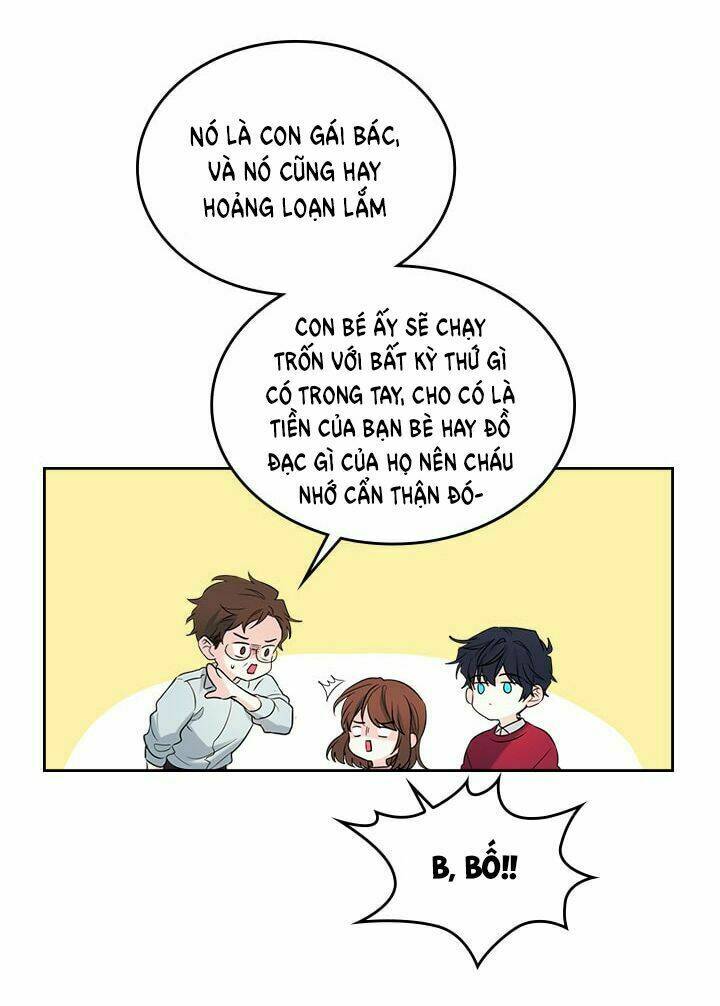 NÓ LÀ CON GÁI BÁC,
VÀ NÓ CŨNG HAY
HOẢNG LOẠN LẮM
CON BÉ ẤY SẼ CHẠY
TRỐN VỚI BẤT KỲ THỨ GÌ
CÓ TRONG TAY, CHO CÓ LÀ
TIỀN CỦA BẠN BÈ HAY ĐỒ
ĐẠC GÌ CỦA HỌ NÊN CHÁU
NHỚ CẨN THẬN ĐÓ-
B, BỐ!!